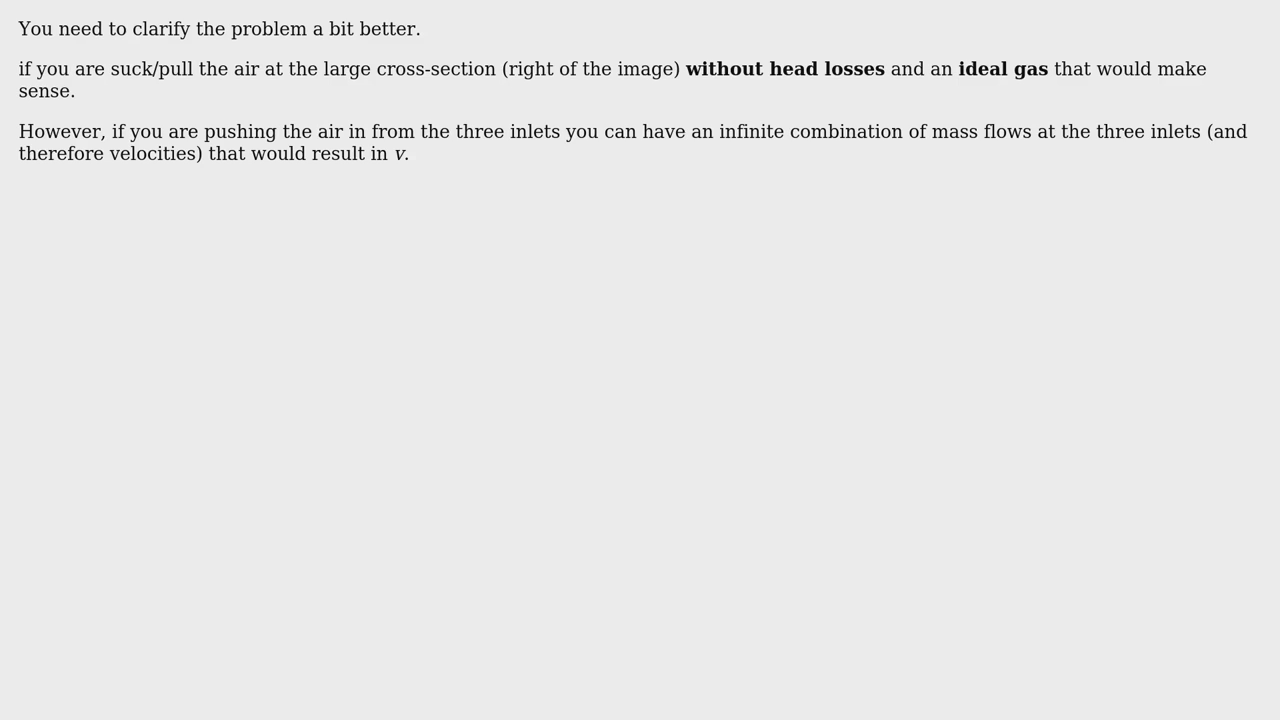 You need to clarify the problem a bit better.
if you are suck/pull the air at the large cross-section (right of the image) without head losses and an ideal gas that would make
sense.
However, if you are pushing the air in from the three inlets you can have an infinite combination of mass flows at the three inlets (and
therefore velocities) that would result in v.